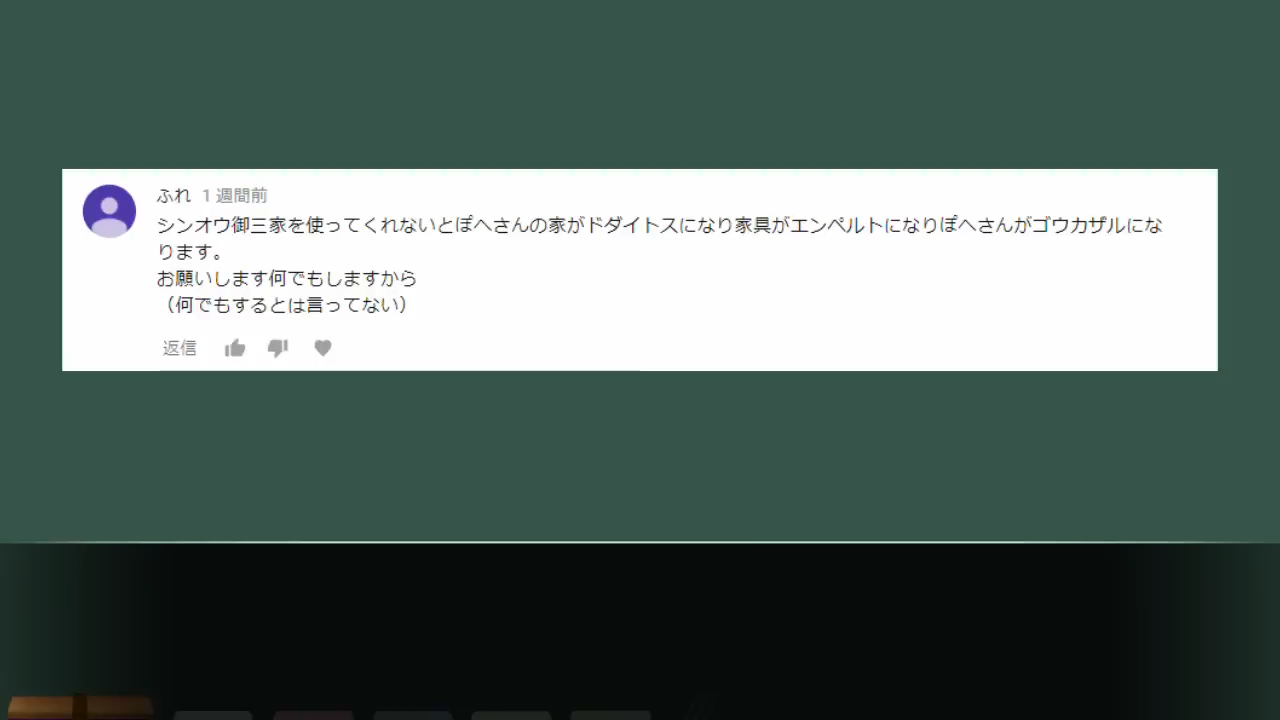 ふれ 1 週間前
シンオウ御三家を使ってくれないとぽへさんの家がドダイトスになり家具がエンペルトになりぽへさんがゴウカザルにな
ります。
お願いします何でもしますから
（何でもするとは言ってない）
返信